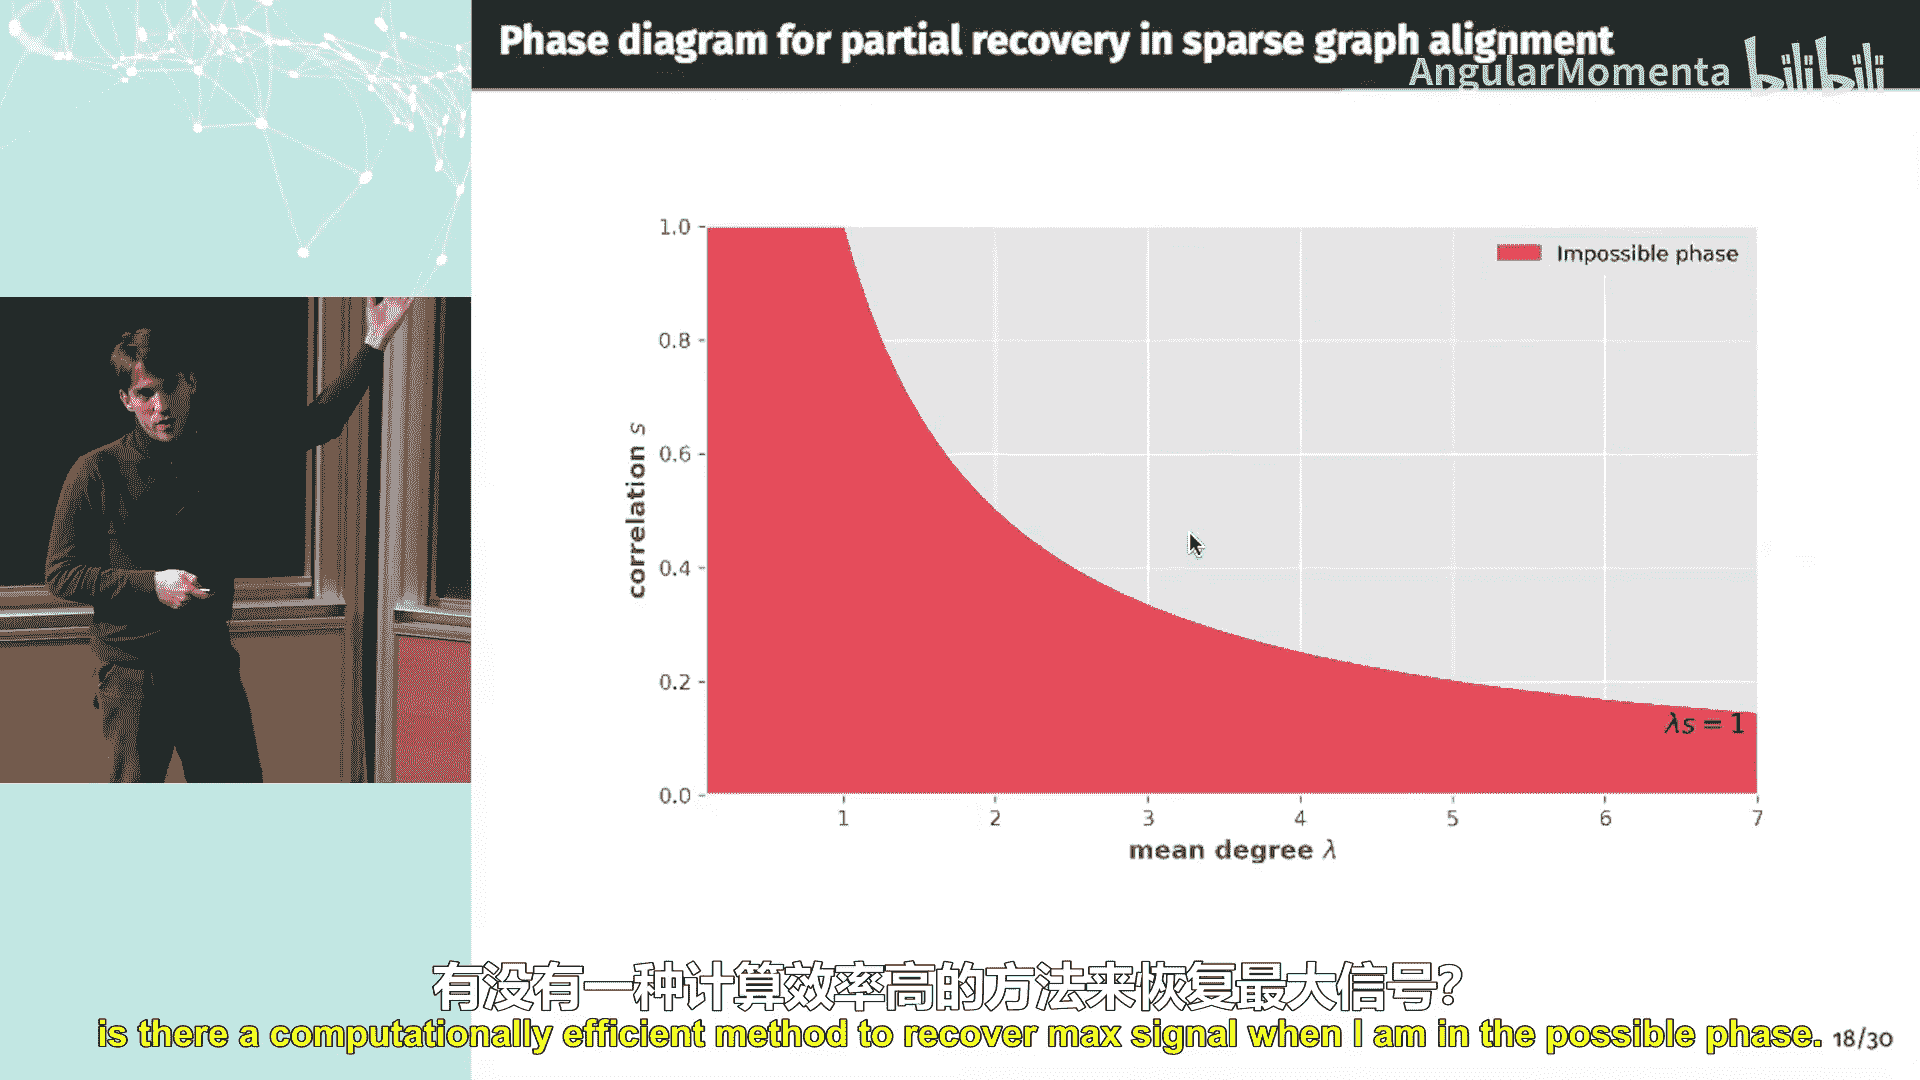 Phase diagram for partial recovery in sparse graph alignment
AngularMomenta bilibili
1.0
0.8
0.6
0.4
0.2
0.0
correlation s
Impossible phase
λs = 1
1 2 3 4 5 6 7
mean degree λ
有没有一种计算效率高的方法来恢复最大信号?
is there a computationally efficient method to recover max signal when I am in the possible phase.
18/30